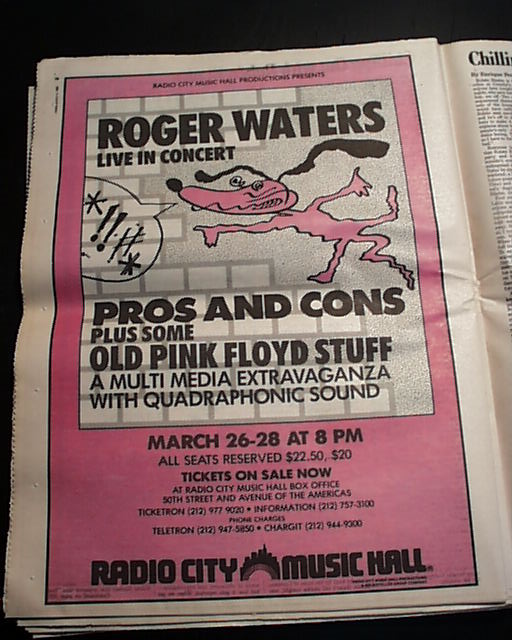 RADIO CITY MUSIC HALL PRODUCTIONS PRESENTS
ROGER WATERS
LIVE IN CONCERT
*!!#*
PROS AND CONS
PLUS SOME
OLD PINK FLOYD STUFF
A MULTI MEDIA EXTRAVAGANZA
WITH QUADRAPHONIC SOUND
MARCH 26-28 AT 8 PM
ALL SEATS RESERVED $22.50, $20
TICKETS ON SALE NOW
AT RADIO CITY MUSIC HALL BOX OFFICE
50TH STREET AND AVENUE OF THE AMERICAS
TICKETRON (212) 977 9020 • INFORMATION (212) 757-3100
PHONE CHARGES
TELETRON (212) 947-5850 • CHARGIT (212) 944-9300
RADIO CITY MUSIC HALL
Chilli
By Enrique